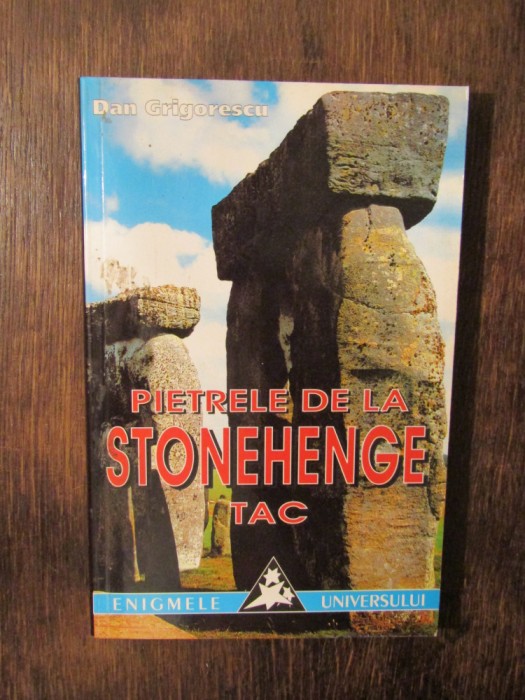 Dan Grigorescu
PIETRELE DE LA
STONEHENGE
TAC
ENIGMELE UNIVERSULUI